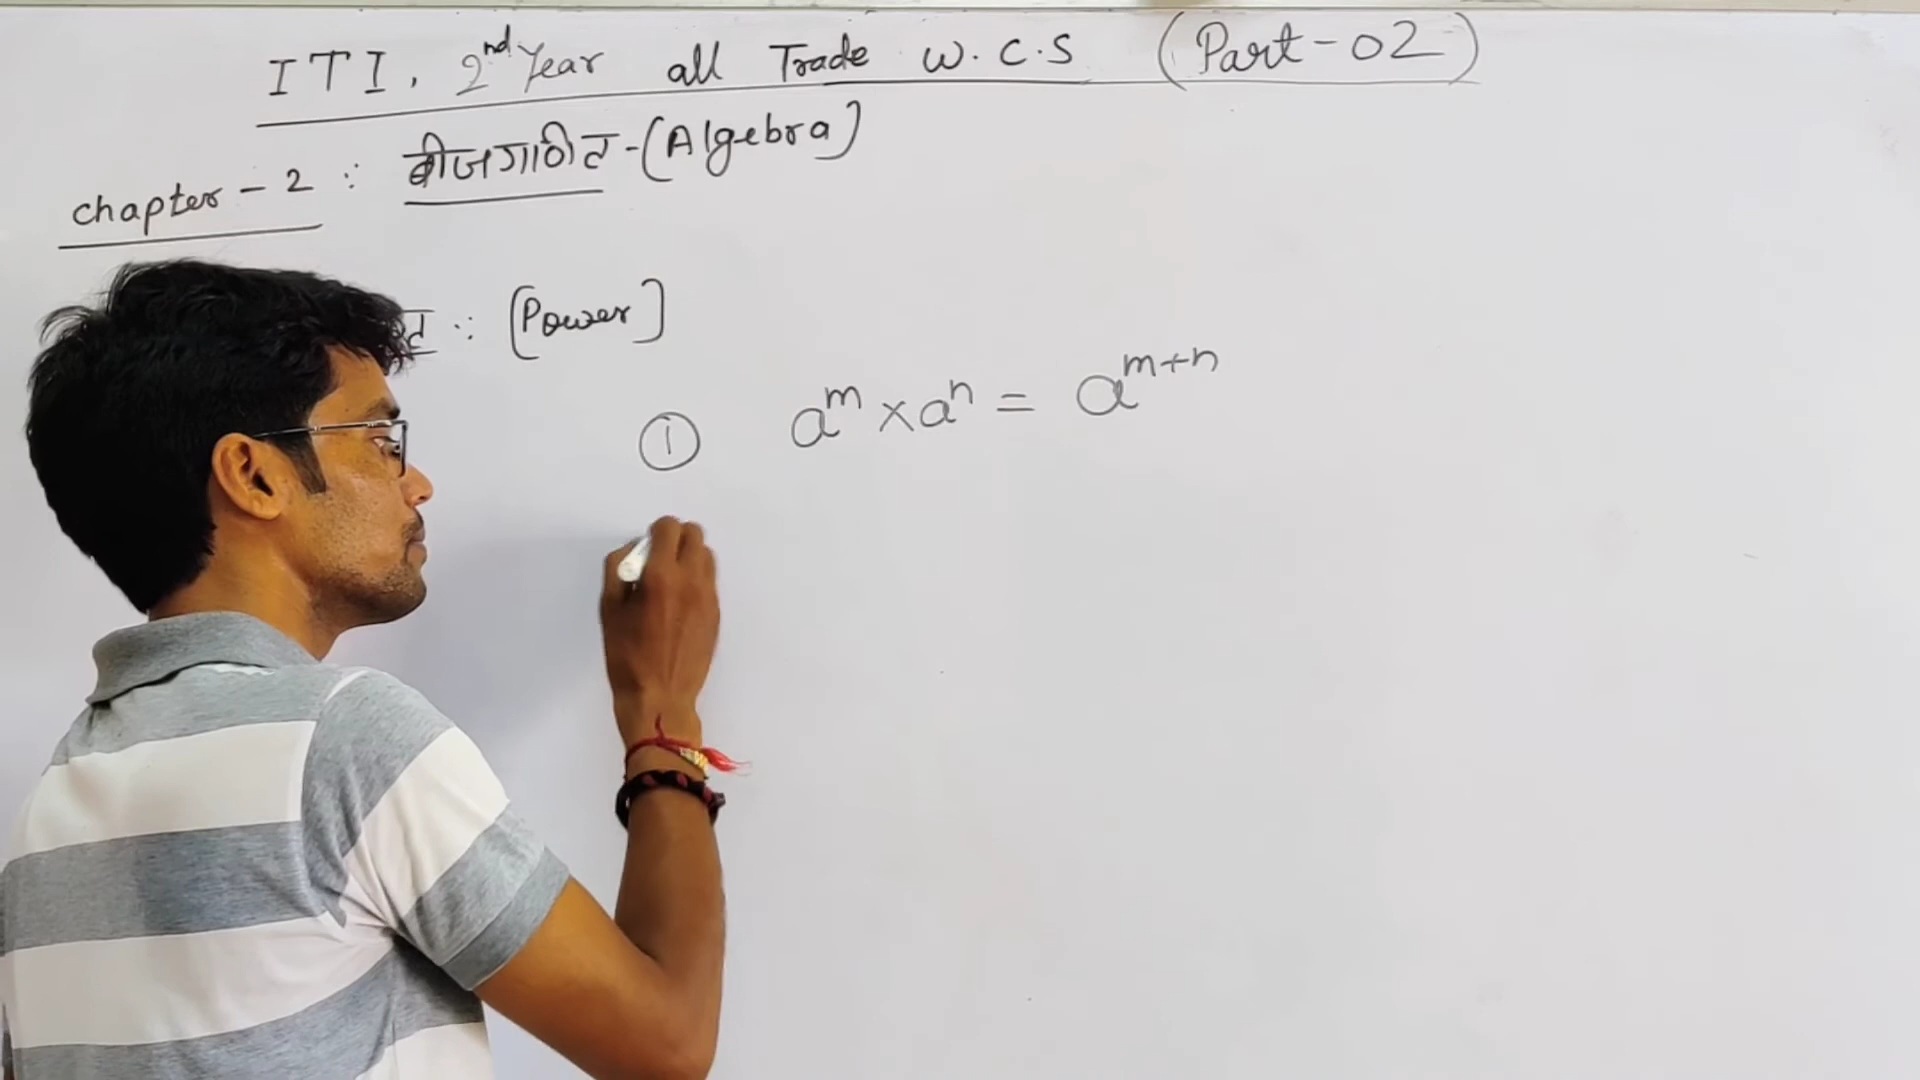 ITI, 2nd Year all Trade W.C.S (Part-02)
chapter-2 : बीजगणित-(Algebra)
: [Power]
① a^m × a^n = a^{m+n}